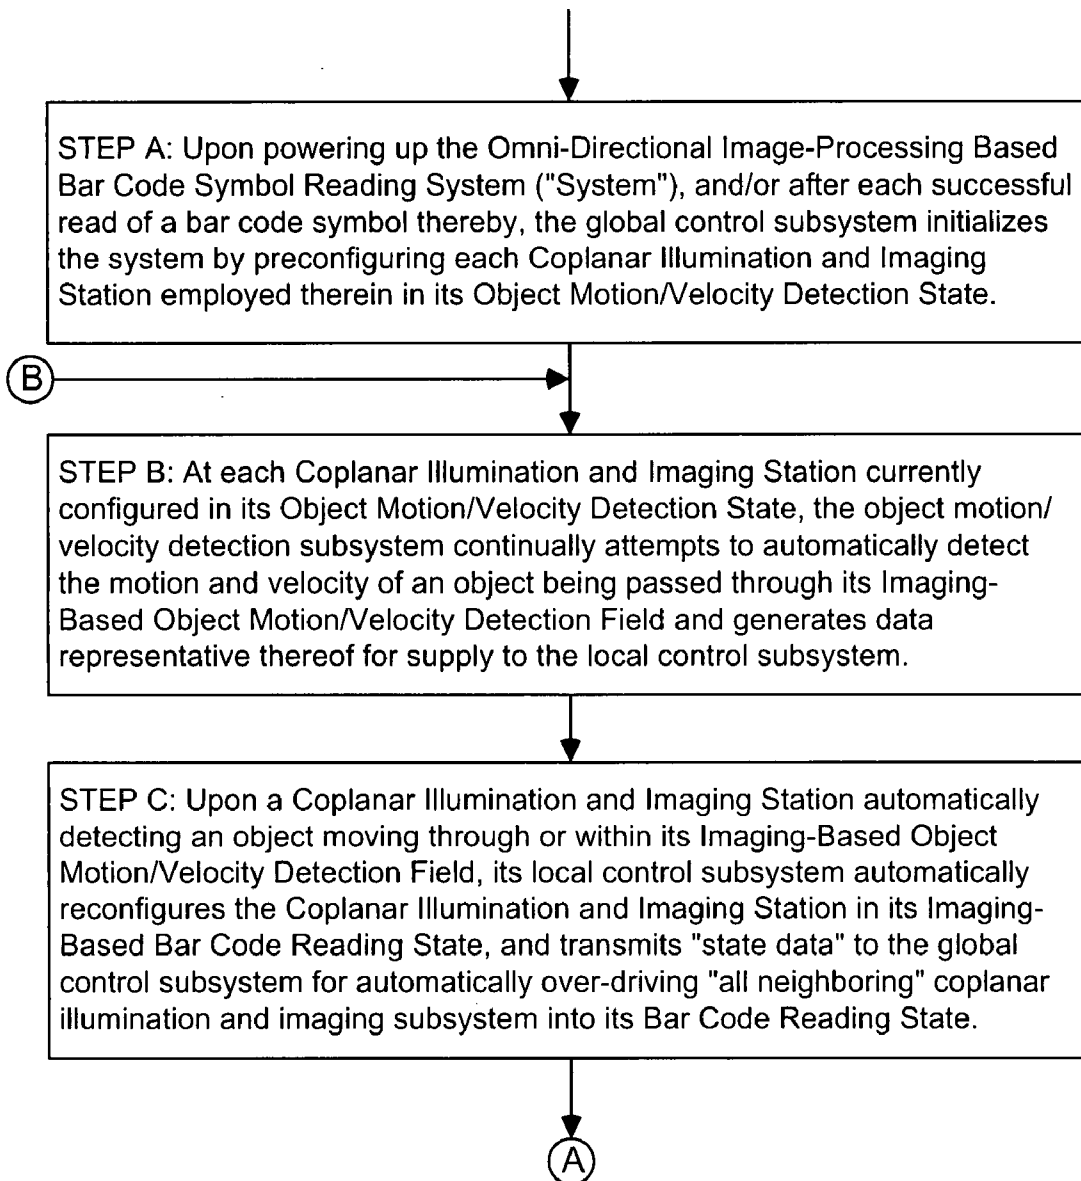 STEP A: Upon powering up the Omni-Directional Image-Processing Based
Bar Code Symbol Reading System ("System"), and/or after each successful
read of a bar code symbol thereby, the global control subsystem initializes
the system by preconfiguring each Coplanar Illumination and Imaging
Station employed therein in its Object Motion/Velocity Detection State.
B
STEP B: At each Coplanar Illumination and Imaging Station currently
configured in its Object Motion/Velocity Detection State, the object motion/
velocity detection subsystem continually attempts to automatically detect
the motion and velocity of an object being passed through its Imaging-
Based Object Motion/Velocity Detection Field and generates data
representative thereof for supply to the local control subsystem.
STEP C: Upon a Coplanar Illumination and Imaging Station automatically
detecting an object moving through or within its Imaging-Based Object
Motion/Velocity Detection Field, its local control subsystem automatically
reconfigures the Coplanar Illumination and Imaging Station in its Imaging-
Based Bar Code Reading State, and transmits "state data" to the global
control subsystem for automatically over-driving "all neighboring" coplanar
illumination and imaging subsystem into its Bar Code Reading State.
A